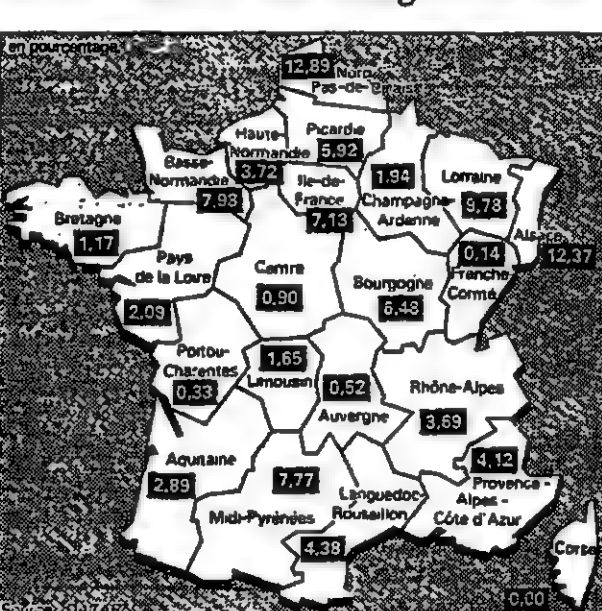 en pourcentage
12,89
Nord
Pas-de-Calais
Haute-
Normandie
3,72
Picardie
5,92
Basse-
Normandie
7,98
Ile-de-
France
7,13
1,94
Champagne-
Ardenne
Lorraine
9,78
Alsace
12,37
Bretagne
1,17
Pays
de la Loire
2,09
Centre
0,90
Bourgogne
6,48
0,14
Franche-
Comté
Poitou-
Charentes
0,33
1,65
Limousin
0,52
Auvergne
Rhône-Alpes
3,69
Aquitaine
2,89
7,77
Midi-Pyrénées
Languedoc-
Roussillon
4,38
4,12
Provence -
Alpes -
Côte d'Azur
Corse
0,00